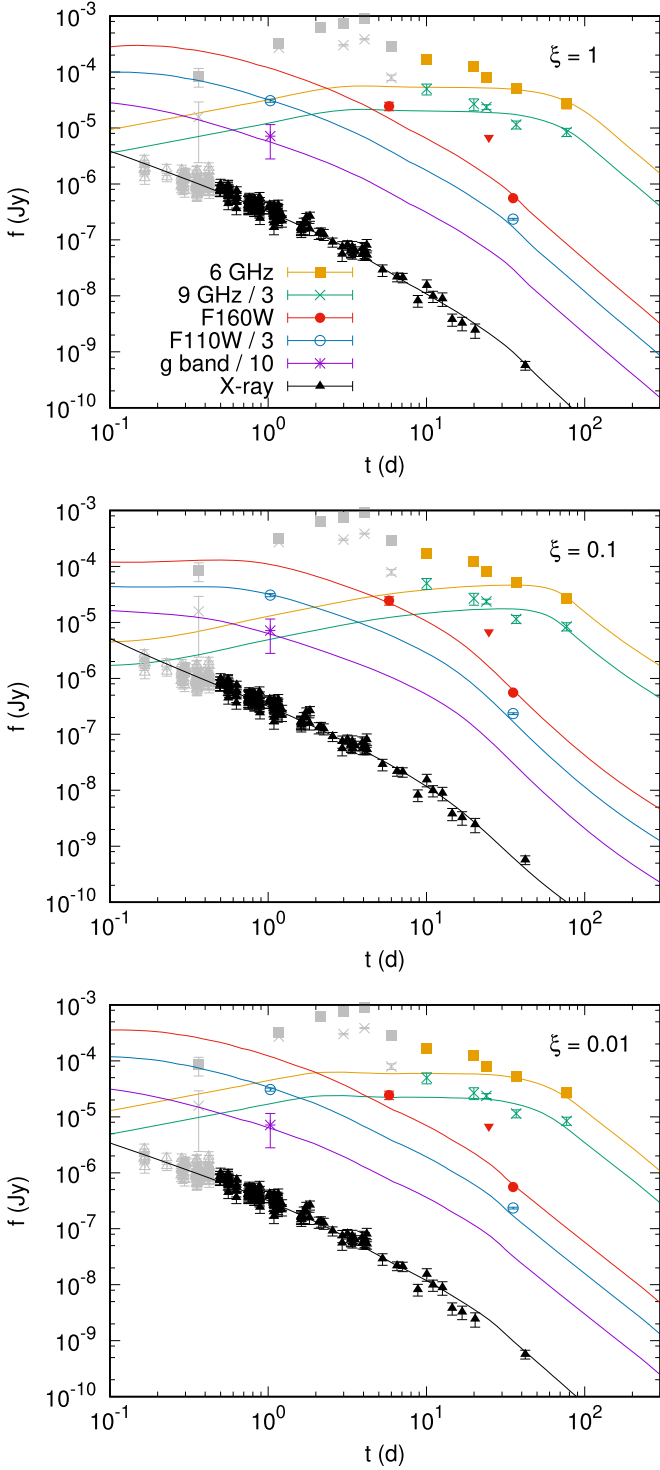 10^-3
10^-4
10^-5
10^-6
10^-7
10^-8
10^-9
10^-10
f (Jy)
ξ = 1
6 GHz
9 GHz / 3
F160W
F110W / 3
g band / 10
X-ray
10^-1 10^0 10^1 10^2
t (d)
10^-3
10^-4
10^-5
10^-6
10^-7
10^-8
10^-9
10^-10
f (Jy)
ξ = 0.1
10^-1 10^0 10^1 10^2
t (d)
10^-3
10^-4
10^-5
10^-6
10^-7
10^-8
10^-9
10^-10
f (Jy)
ξ = 0.01
10^-1 10^0 10^1 10^2
t (d)